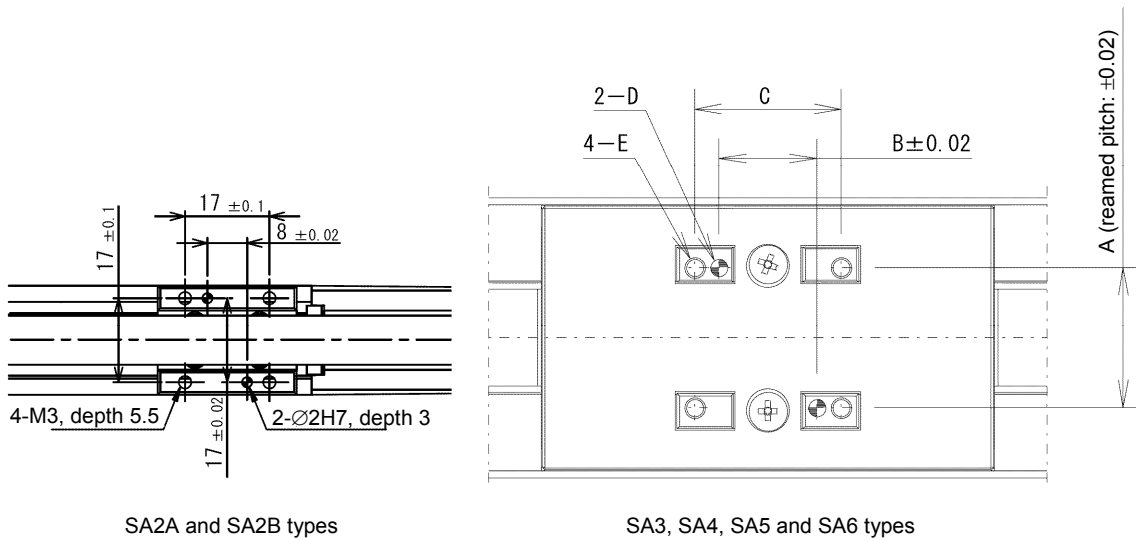 17 ±0.1
8 ±0.02
17 ±0.1
17 ±0.02
4-M3, depth 5.5
2-∅2H7, depth 3
SA2A and SA2B types
C
2-D
4-E
B±0.02
A (reamed pitch: ±0.02)
SA3, SA4, SA5 and SA6 types